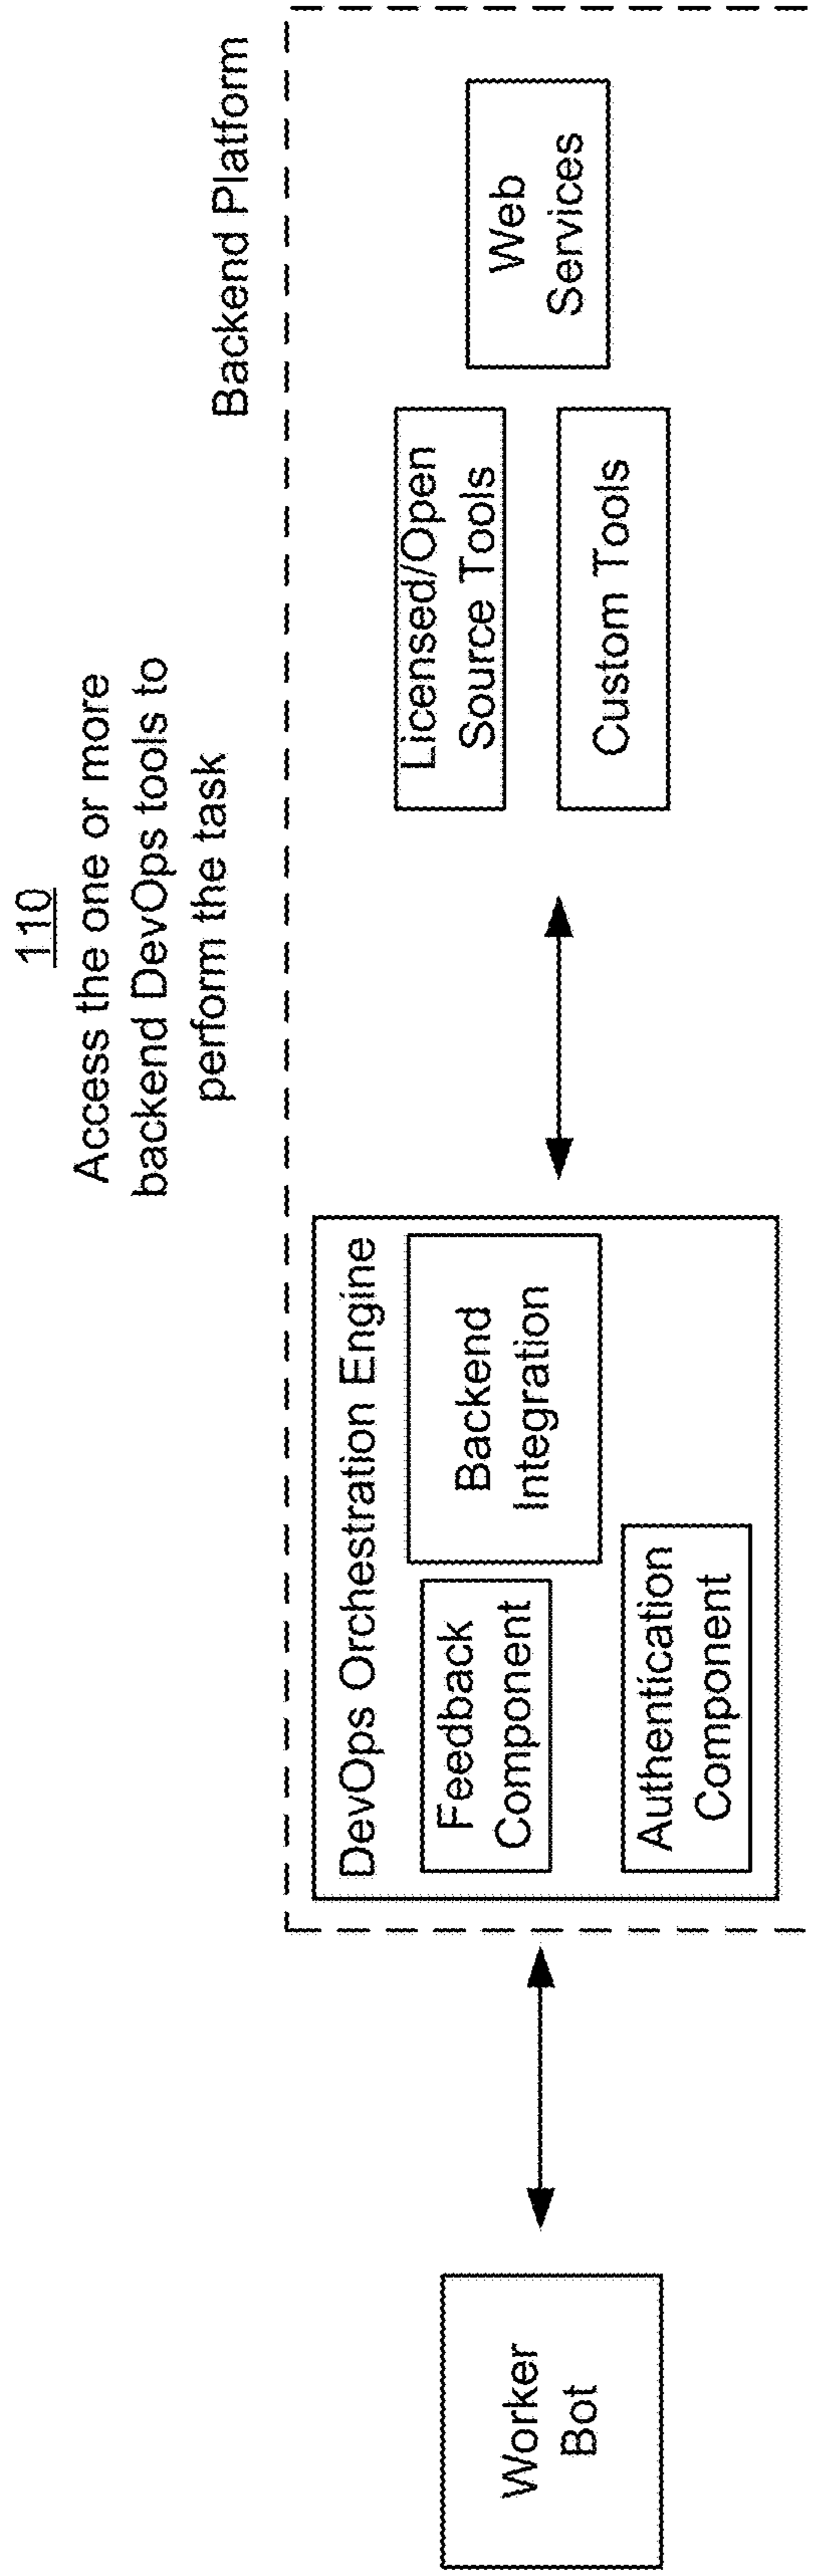 110
Access the one or more
backend DevOps tools to
perform the task
Backend Platform
Worker
Bot
DevOps Orchestration Engine
Feedback
Component
Backend
Integration
Authentication
Component
Licensed/Open
Source Tools
Custom Tools
Web
Services